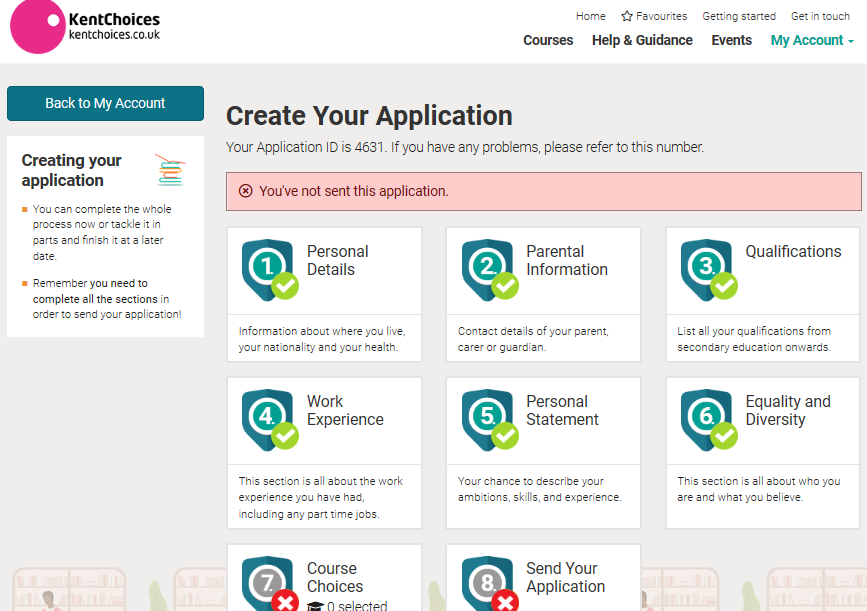 KentChoices
kentchoices.co.uk
Home Favourites Getting started Get in touch
Courses Help & Guidance Events My Account
Back to My Account
Creating your
application
You can complete the whole
process now or tackle it in
parts and finish it at a later
date.
Remember you need to
complete all the sections in
order to send your application!
Create Your Application
Your Application ID is 4631. If you have any problems, please refer to this number.
You've not sent this application.
1.
Personal
Details
Information about where you live,
your nationality and your health.
2.
Parental
Information
Contact details of your parent,
carer or guardian.
3.
Qualifications
List all your qualifications from
secondary education onwards.
4.
Work
Experience
This section is all about the work
experience you have had,
including any part time jobs.
5.
Personal
Statement
Your chance to describe your
ambitions, skills, and experience.
6.
Equality and
Diversity
This section is all about who you
are and what you believe.
7.
Course
Choices
0 selected
8.
Send Your
Application